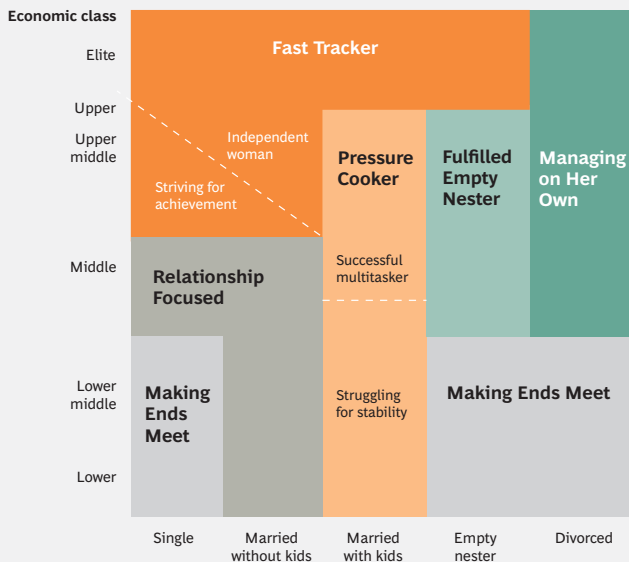 Economic class
Elite
Upper
Upper
middle
Middle
Lower
middle
Lower
Fast Tracker
Independent
woman
Striving for
achievement
Pressure
Cooker
Fulfilled
Empty
Nester
Managing
on Her
Own
Relationship
Focused
Successful
multitasker
Making
Ends
Meet
Struggling
for stability
Making Ends Meet
Single
Married
without kids
Married
with kids
Empty
nester
Divorced